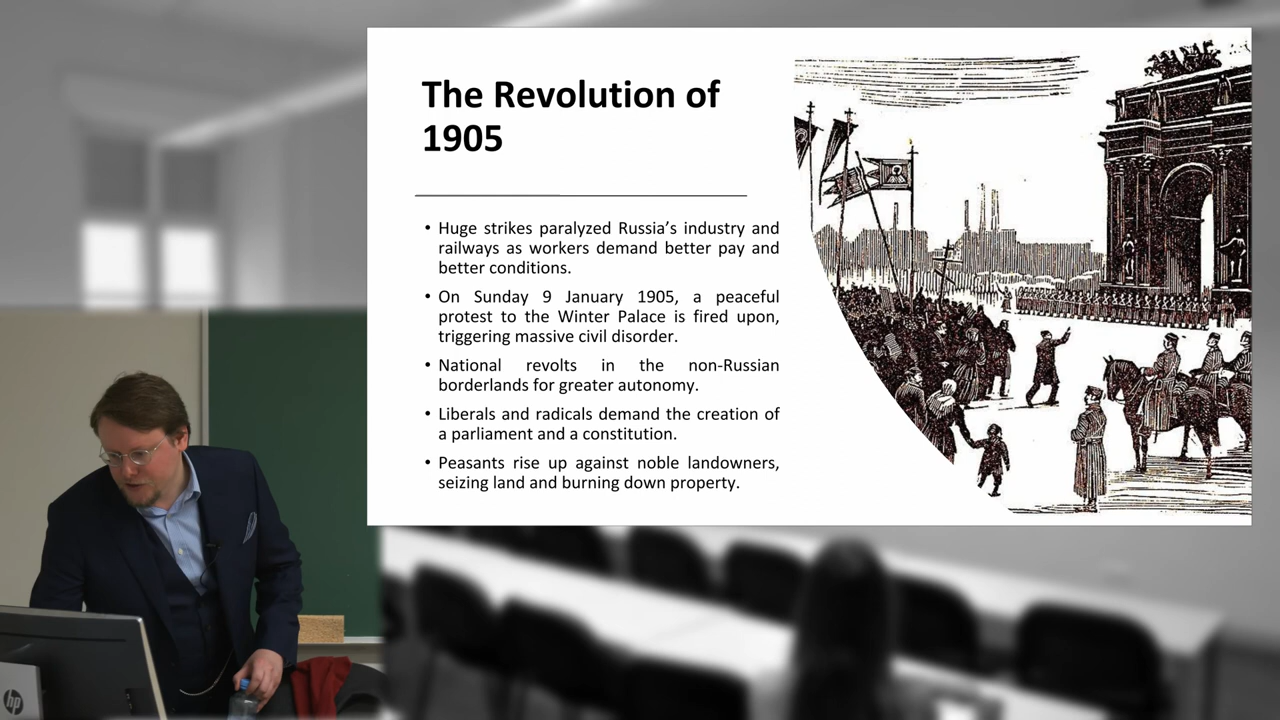 The Revolution of
1905
• Huge strikes paralyzed Russia’s industry and
railways as workers demand better pay and
better conditions.
• On Sunday 9 January 1905, a peaceful
protest to the Winter Palace is fired upon,
triggering massive civil disorder.
• National revolts in the non-Russian
borderlands for greater autonomy.
• Liberals and radicals demand the creation of
a parliament and a constitution.
• Peasants rise up against noble landowners,
seizing land and burning down property.
hp